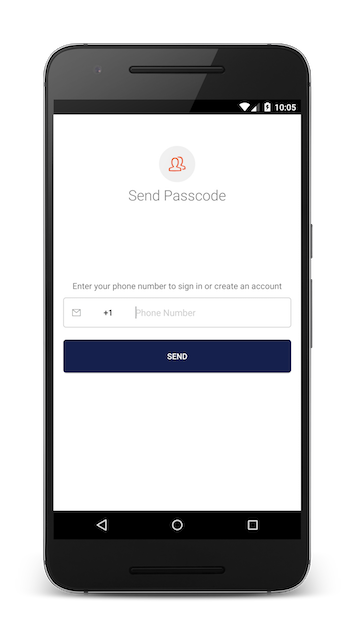 10:05
Send Passcode
Enter your phone number to sign in or create an account
+1 Phone Number
SEND